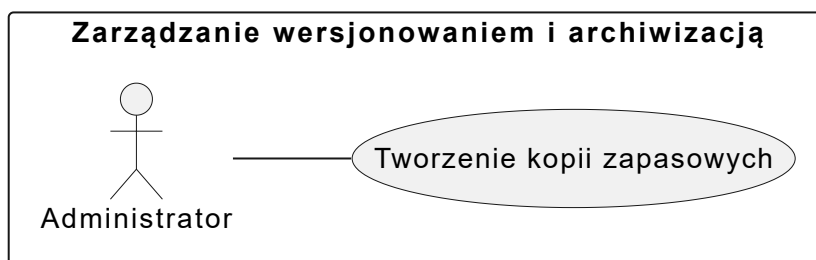 Zarządzanie wersjonowaniem i archiwizacją
Tworzenie kopii zapasowych
Administrator